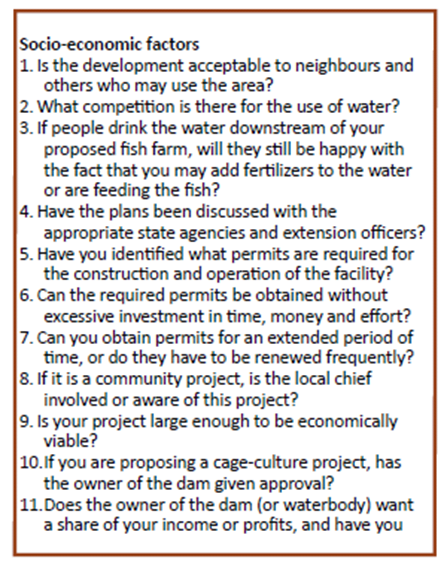 Socio-economic factors
1. Is the development acceptable to neighbours and
others who may use the area?
2. What competition is there for the use of water?
3. If people drink the water downstream of your
proposed fish farm, will they still be happy with
the fact that you may add fertilizers to the water
or are feeding the fish?
4. Have the plans been discussed with the
appropriate state agencies and extension officers?
5. Have you identified what permits are required for
the construction and operation of the facility?
6. Can the required permits be obtained without
excessive investment in time, money and effort?
7. Can you obtain permits for an extended period of
time, or do they have to be renewed frequently?
8. If it is a community project, is the local chief
involved or aware of this project?
9. Is your project large enough to be economically
viable?
10.If you are proposing a cage-culture project, has
the owner of the dam given approval?
11.Does the owner of the dam (or waterbody) want
a share of your income or profits, and have you